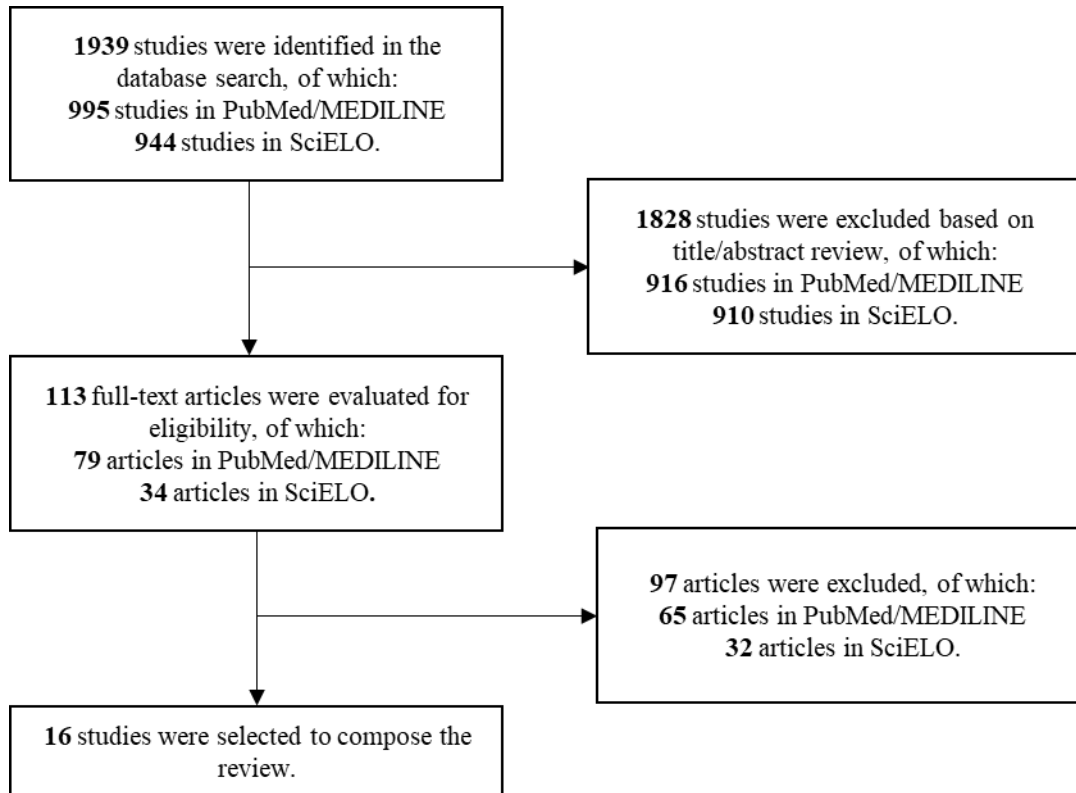 1939 studies were identified in the
database search, of which:
995 studies in PubMed/MEDILINE
944 studies in SciELO.
1828 studies were excluded based on
title/abstract review, of which:
916 studies in PubMed/MEDILINE
910 studies in SciELO.
113 full-text articles were evaluated for
eligibility, of which:
79 articles in PubMed/MEDILINE
34 articles in SciELO.
97 articles were excluded, of which:
65 articles in PubMed/MEDILINE
32 articles in SciELO.
16 studies were selected to compose the
review.